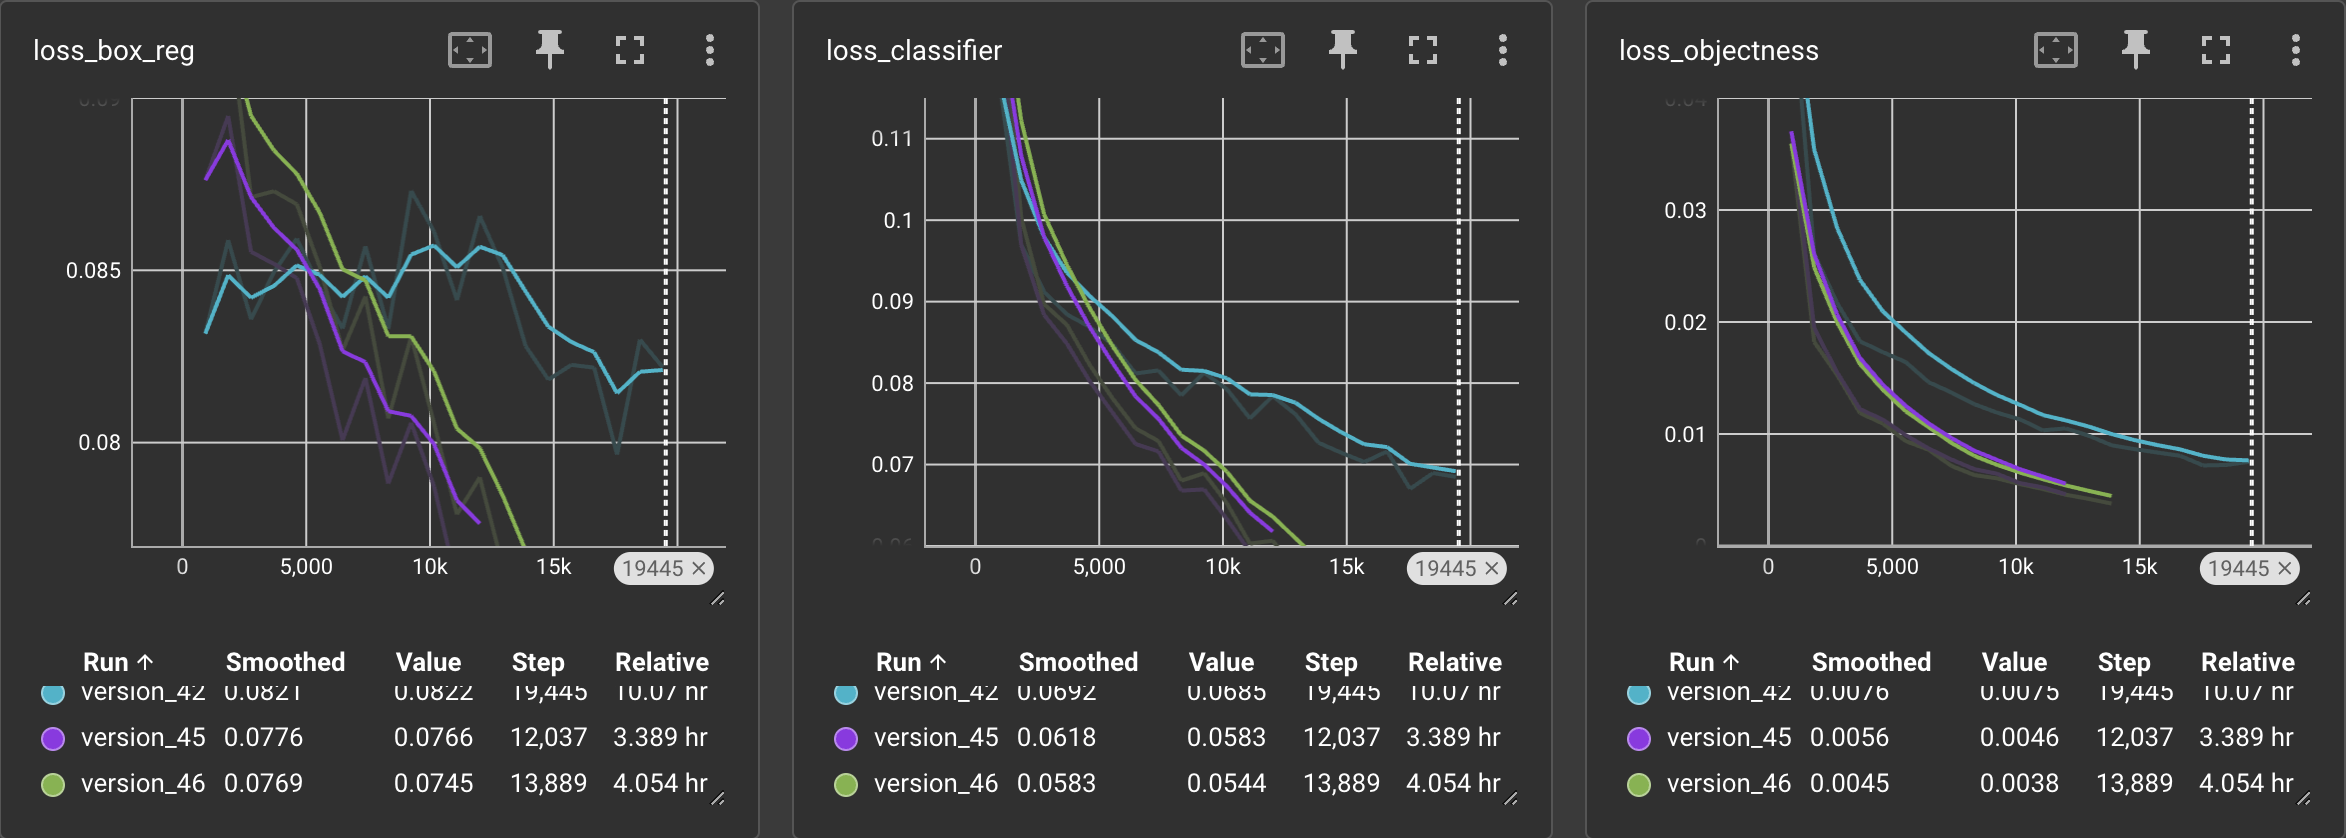 loss_box_reg
0.09
0.085
0.08
0
5,000
10k
15k
19445 ×
Run ↑ Smoothed Value Step Relative
version_42 0.0821 0.0822 19,445 10.07 hr
version_45 0.0776 0.0766 12,037 3.389 hr
version_46 0.0769 0.0745 13,889 4.054 hr
loss_classifier
0.11
0.1
0.09
0.08
0.07
0.06
0
5,000
10k
15k
19445 ×
Run ↑ Smoothed Value Step Relative
version_42 0.0692 0.0685 19,445 10.07 hr
version_45 0.0618 0.0583 12,037 3.389 hr
version_46 0.0583 0.0544 13,889 4.054 hr
loss_objectness
0.04
0.03
0.02
0.01
0
0
5,000
10k
15k
19445 ×
Run ↑ Smoothed Value Step Relative
version_42 0.0076 0.0075 19,445 10.07 hr
version_45 0.0056 0.0046 12,037 3.389 hr
version_46 0.0045 0.0038 13,889 4.054 hr